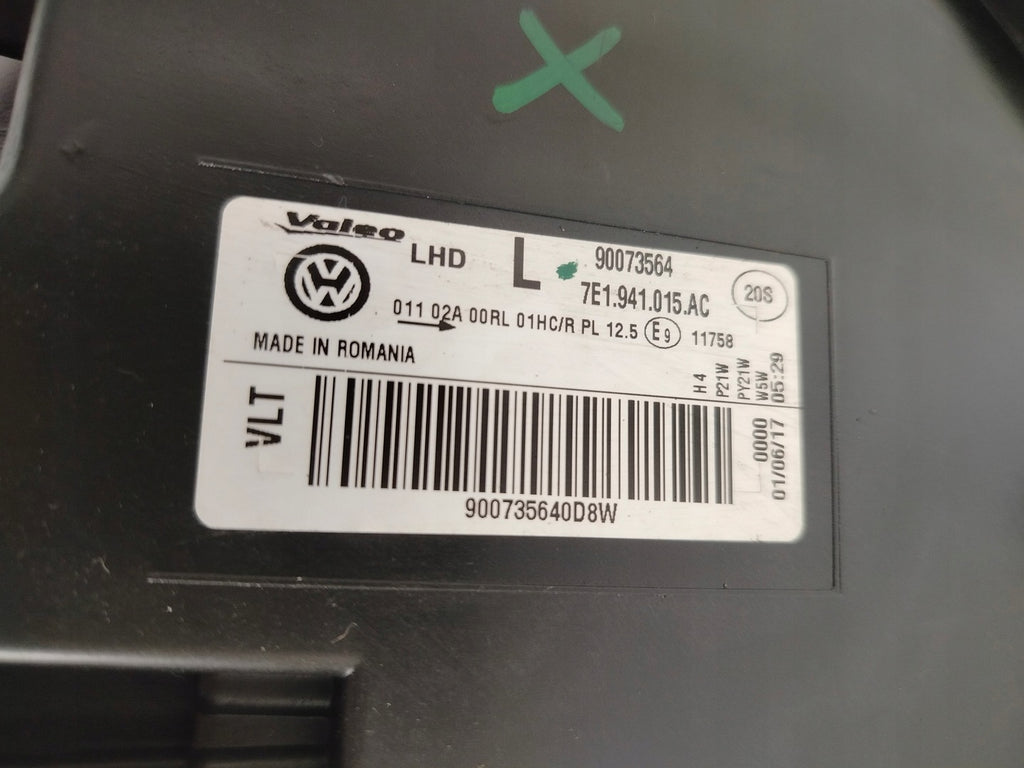 Valeo
LHD L 90073564
7E1.941.015.AC 20S
011 02A 00RL 01HC/R PL 12.5 E9 11758
MADE IN ROMANIA
H4
P21W
PY21W
W5W
05:29
VLT
0000
01/06/17
900735640D8W